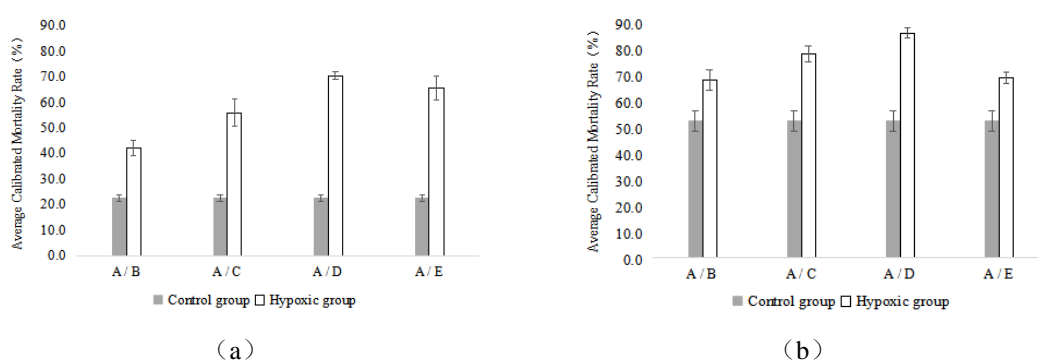 Average Calibrated Mortality Rate (%)
90.0
80.0
70.0
60.0
50.0
40.0
30.0
20.0
10.0
0.0
A / B
A / C
A / D
A / E
Control group
Hypoxic group
（a）
Average Calibrated Mortality Rate (%)
90.0
80.0
70.0
60.0
50.0
40.0
30.0
20.0
10.0
0.0
A / B
A / C
A / D
A / E
Control group
Hypoxic group
（b）